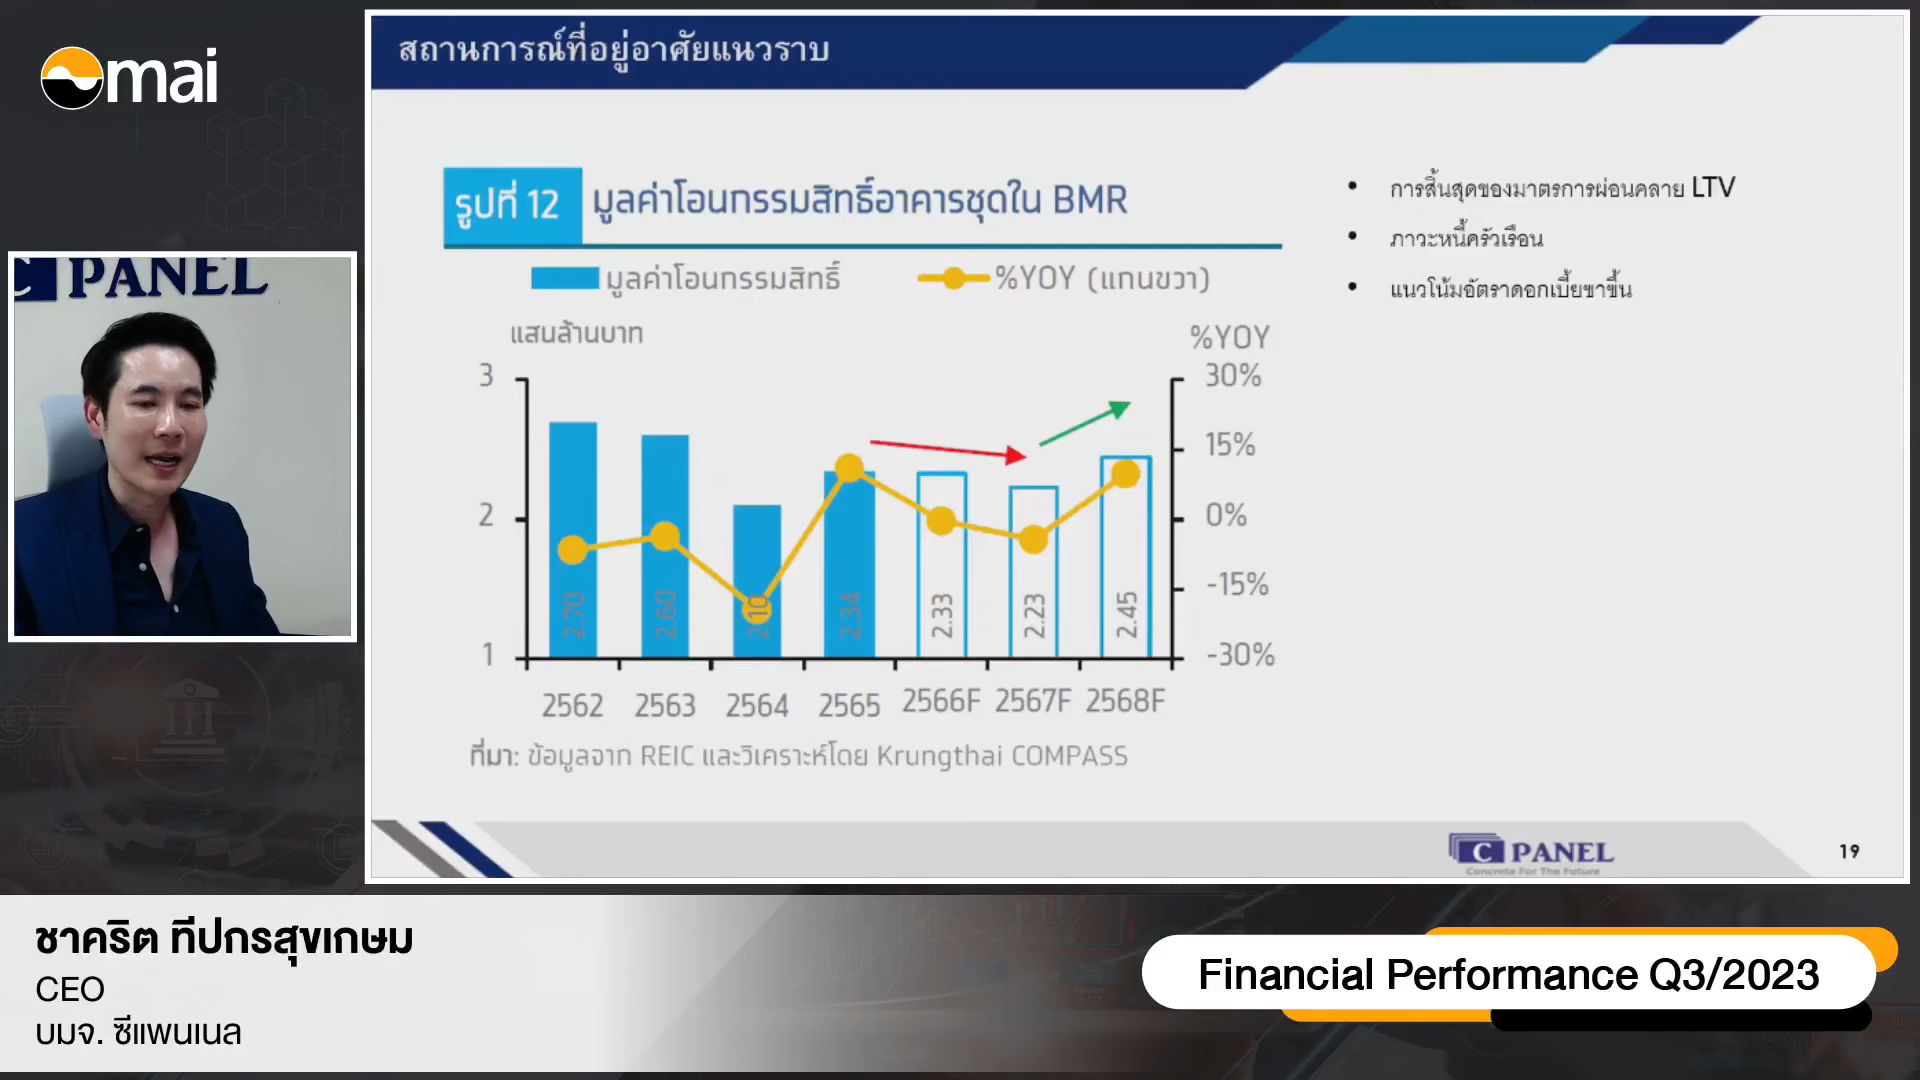 mai
สถานการณ์ที่อยู่อาศัยแนวราบ
รูปที่ 12 มูลค่าโอนกรรมสิทธิ์อาคารชุดใน BMR
มูลค่าโอนกรรมสิทธิ์ %YOY (แกนขวา)
แสนล้านบาท %YOY
3 30%
15%
2 0%
-15%
1 -30%
2.70 2.60 2.10 2.34 2.33 2.23 2.45
2562 2563 2564 2565 2566F 2567F 2568F
ที่มา: ข้อมูลจาก REIC และวิเคราะห์โดย Krungthai COMPASS
• การสิ้นสุดของมาตรการผ่อนคลาย LTV
• ภาวะหนี้ครัวเรือน
• แนวโน้มอัตราดอกเบี้ยขาขึ้น
C PANEL
C PANEL
Concrete For The Future
19
ชาคริต ทีปกรสุขเกษม
CEO
บมจ. ซีแพนเนล
Financial Performance Q3/2023